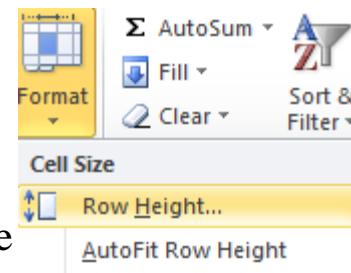 Σ AutoSum
Fill
Format
Clear
Sort &
Filter
Cell Size
Row Height...
e
AutoFit Row Height